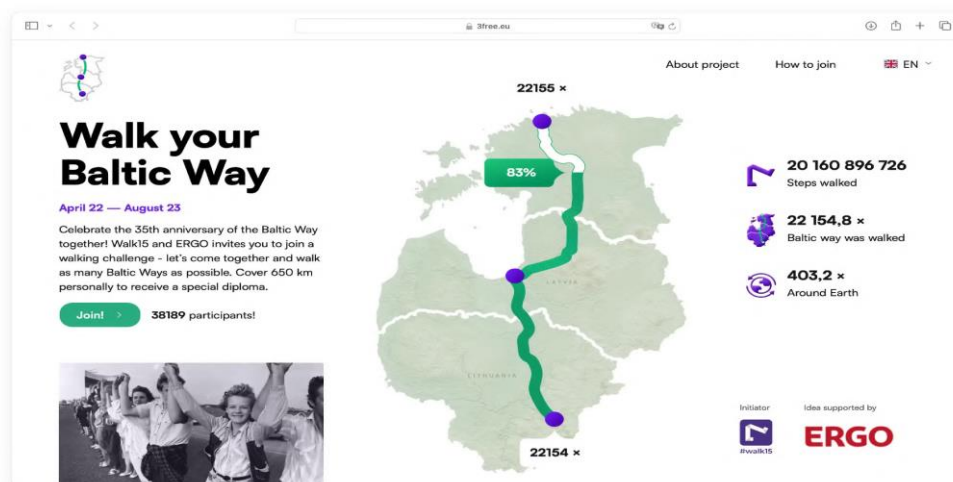 3free.eu
About project
How to join
EN
Walk your
Baltic Way
April 22 — August 23
Celebrate the 35th anniversary of the Baltic Way
together! Walk15 and ERGO invites you to join a
walking challenge - let's come together and walk
as many Baltic Ways as possible. Cover 650 km
personally to receive a special diploma.
Join!
38189 participants!
22155 ×
83%
LATVIA
LITHUANIA
22154 ×
20 160 896 726
Steps walked
22 154,8 ×
Baltic way was walked
403,2 ×
Around Earth
Initiator
#walk15
Idea supported by
ERGO